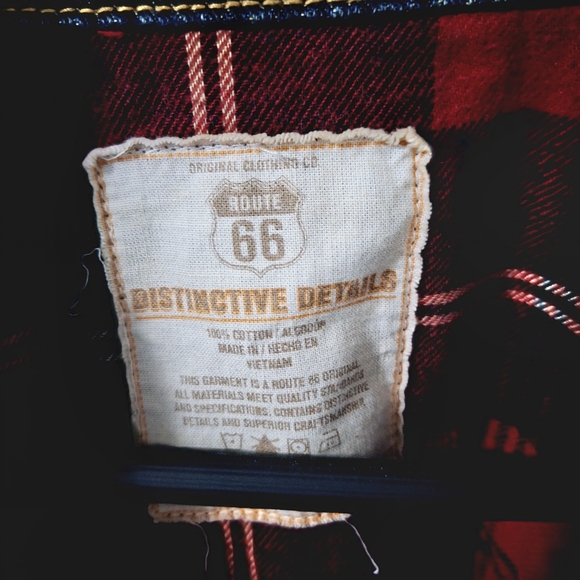 ORIGINAL CLOTHING CO.
ROUTE
66
DISTINCTIVE DETAILS
100% COTTON / ALGODON
MADE IN / HECHO EN
VIETNAM
THIS GARMENT IS A ROUTE 66 ORIGINAL
ALL MATERIALS MEET QUALITY STANDARDS
AND SPECIFICATIONS, CONTAINS DISTINCTIVE
DETAILS AND SUPERIOR CRAFTSMANSHIP